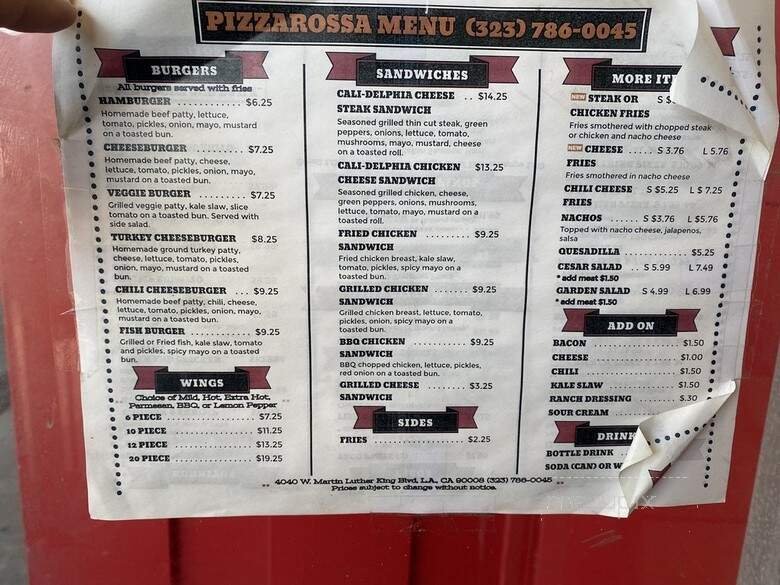 PIZZAROSSA MENU (323) 786-0045
BURGERS
All burgers served with fries
HAMBURGER ........... $6.25
Homemade beef patty, lettuce,
tomato, pickles, onion, mayo, mustard
on a toasted bun.
CHEESEBURGER ......... $7.25
Homemade beef patty, cheese,
lettuce, tomato, pickles, onion, mayo,
mustard on a toasted bun.
VEGGIE BURGER ......... $7.25
Grilled veggie patty, kale slaw, slice
tomato on a toasted bun. Served with
side salad.
TURKEY CHEESEBURGER $8.25
Homemade ground turkey patty,
cheese, lettuce, tomato, pickles,
onion, mayo, mustard on a toasted
bun.
CHILI CHEESEBURGER ... $9.25
Homemade beef patty, chili, cheese,
lettuce, tomato, pickles, onion, mayo,
mustard on a toasted bun.
FISH BURGER ............ $9.25
Grilled or Fried fish, kale slaw, tomato
and pickles, spicy mayo on a toasted
bun.
WINGS
Choice of Mild, Hot, Extra Hot,
Parmesan, BBQ, or Lemon Pepper
6 PIECE ................ $7.25
10 PIECE ............... $11.25
12 PIECE ............... $13.25
20 PIECE ............... $19.25
SANDWICHES
CALI-DELPHIA CHEESE .. $14.25
STEAK SANDWICH
Seasoned grilled thin cut steak, green
peppers, onions, lettuce, tomato,
mushrooms, mayo, mustard, cheese
on a toasted roll.
CALI-DELPHIA CHICKEN $13.25
CHEESE SANDWICH
Seasoned grilled chicken, cheese,
green peppers, onions, mushrooms,
lettuce, tomato, mayo, mustard on a
toasted roll.
FRIED CHICKEN .......... $9.25
SANDWICH
Fried chicken breast, kale slaw,
tomato, pickles, spicy mayo on a
toasted bun.
GRILLED CHICKEN ....... $9.25
SANDWICH
Grilled chicken breast, lettuce, tomato,
pickles, onion, spicy mayo on a
toasted bun.
BBQ CHICKEN ............ $9.25
SANDWICH
BBQ chopped chicken, lettuce, pickles,
red onion on a toasted bun.
GRILLED CHEESE ........ $3.25
SANDWICH
SIDES
FRIES .................. $2.25
MORE ITE
NEW STEAK OR S $
CHICKEN FRIES
Fries smothered with chopped steak
or chicken and nacho cheese
NEW CHEESE .... S $3.76 L $5.76
FRIES
Fries smothered in nacho cheese
CHILI CHEESE S $5.25 L $ 7.25
FRIES
NACHOS ...... S $3.76 L $5.76
Topped with nacho cheese, jalapenos,
salsa
QUESADILLA ............ $5.25
CESAR SALAD .. S 5.99 L 7.49
* add meat $1.50
GARDEN SALAD S 4.99 L 6.99
* add meat $1.50
ADD ON
BACON .................. $1.50
CHEESE ................. $1.00
CHILI .................. $1.50
KALE SLAW .............. $1.50
RANCH DRESSING ......... $.30
SOUR CREAM
DRINK
BOTTLE DRINK ..
SODA (CAN) OR W
4040 W. Martin Luther King Blvd, L.A., CA 90008 (323) 786-0045
Prices subject to change without notice.